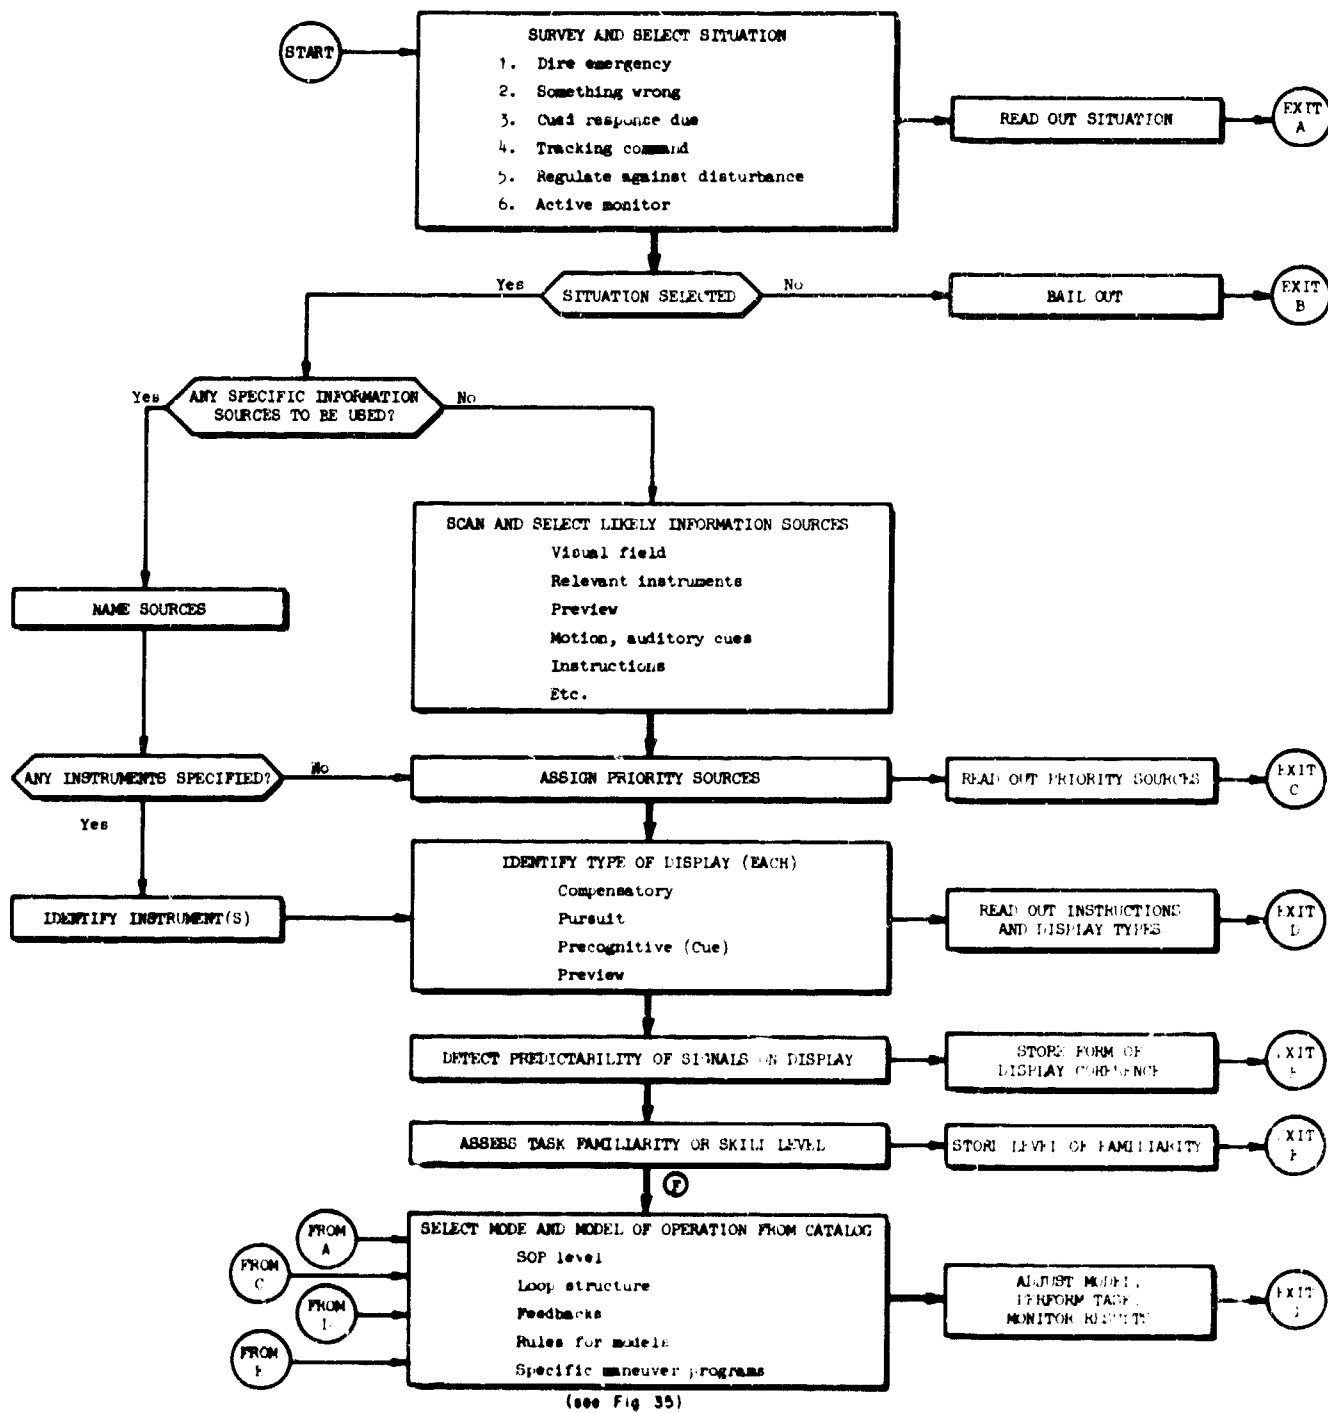 START
SURVEY AND SELECT SITUATION
1. Dire emergency
2. Something wrong
3. Cued response due
4. Tracking command
5. Regulate against disturbance
6. Active monitor
READ OUT SITUATION
EXIT
A
Yes
SITUATION SELECTED
No
BAIL OUT
EXIT
B
Yes
ANY SPECIFIC INFORMATION
SOURCES TO BE USED?
No
SCAN AND SELECT LIKELY INFORMATION SOURCES
Visual field
Relevant instruments
Preview
Motion, auditory cues
Instructions
Etc.
NAME SOURCES
ANY INSTRUMENTS SPECIFIED?
No
ASSIGN PRIORITY SOURCES
READ OUT PRIORITY SOURCES
EXIT
C
Yes
IDENTIFY TYPE OF DISPLAY (EACH)
Compensatory
Pursuit
Precognitive (Cue)
Preview
IDENTIFY INSTRUMENT(S)
READ OUT INSTRUCTIONS
AND DISPLAY TYPES
EXIT
D
DETECT PREDICTABILITY OF SIGNALS ON DISPLAY
STORE FORM OF
DISPLAY COHERENCE
EXIT
ASSESS TASK FAMILIARITY OR SKILL LEVEL
STORE LEVEL OF FAMILIARITY
EXIT
F
SELECT MODE AND MODEL OF OPERATION FROM CATALOG
SOP level
Loop structure
Feedbacks
Rules for models
Specific maneuver programs
FROM
A
FROM
C
FROM
FROM
ADJUST MODEL,
PERFORM TASK,
MONITOR RESULTS
EXIT
(see Fig 35)